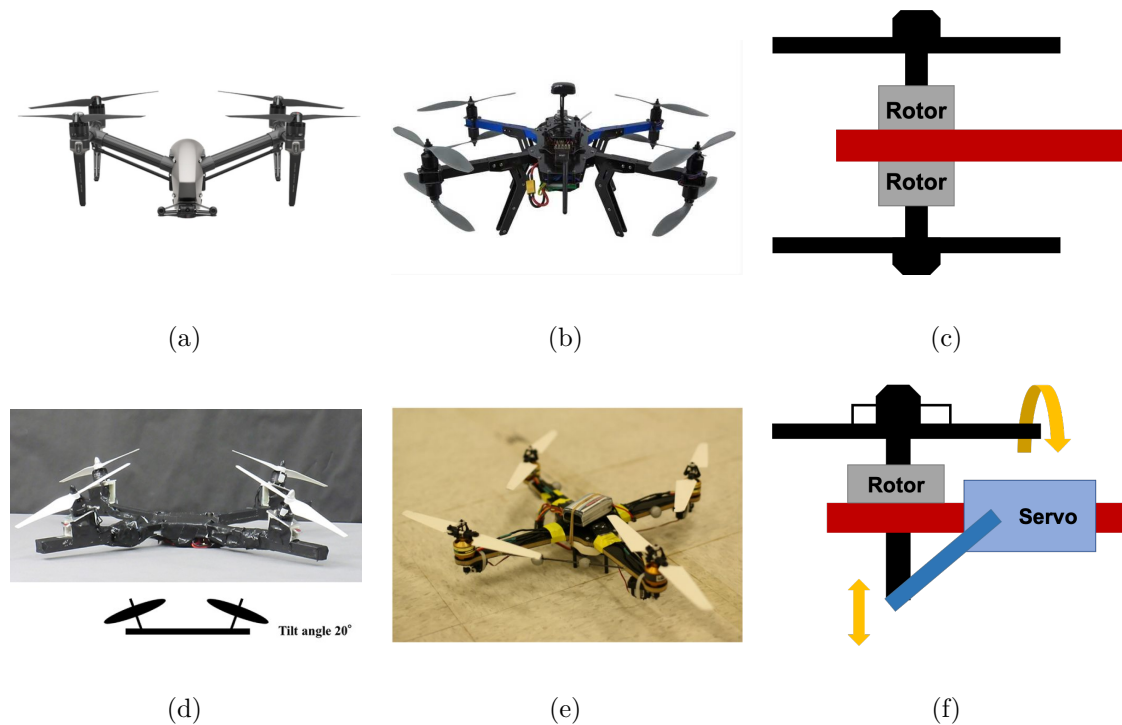 Rotor
Rotor
(a)
(b)
(c)
Tilt angle 20°
Rotor
Servo
(d)
(e)
(f)